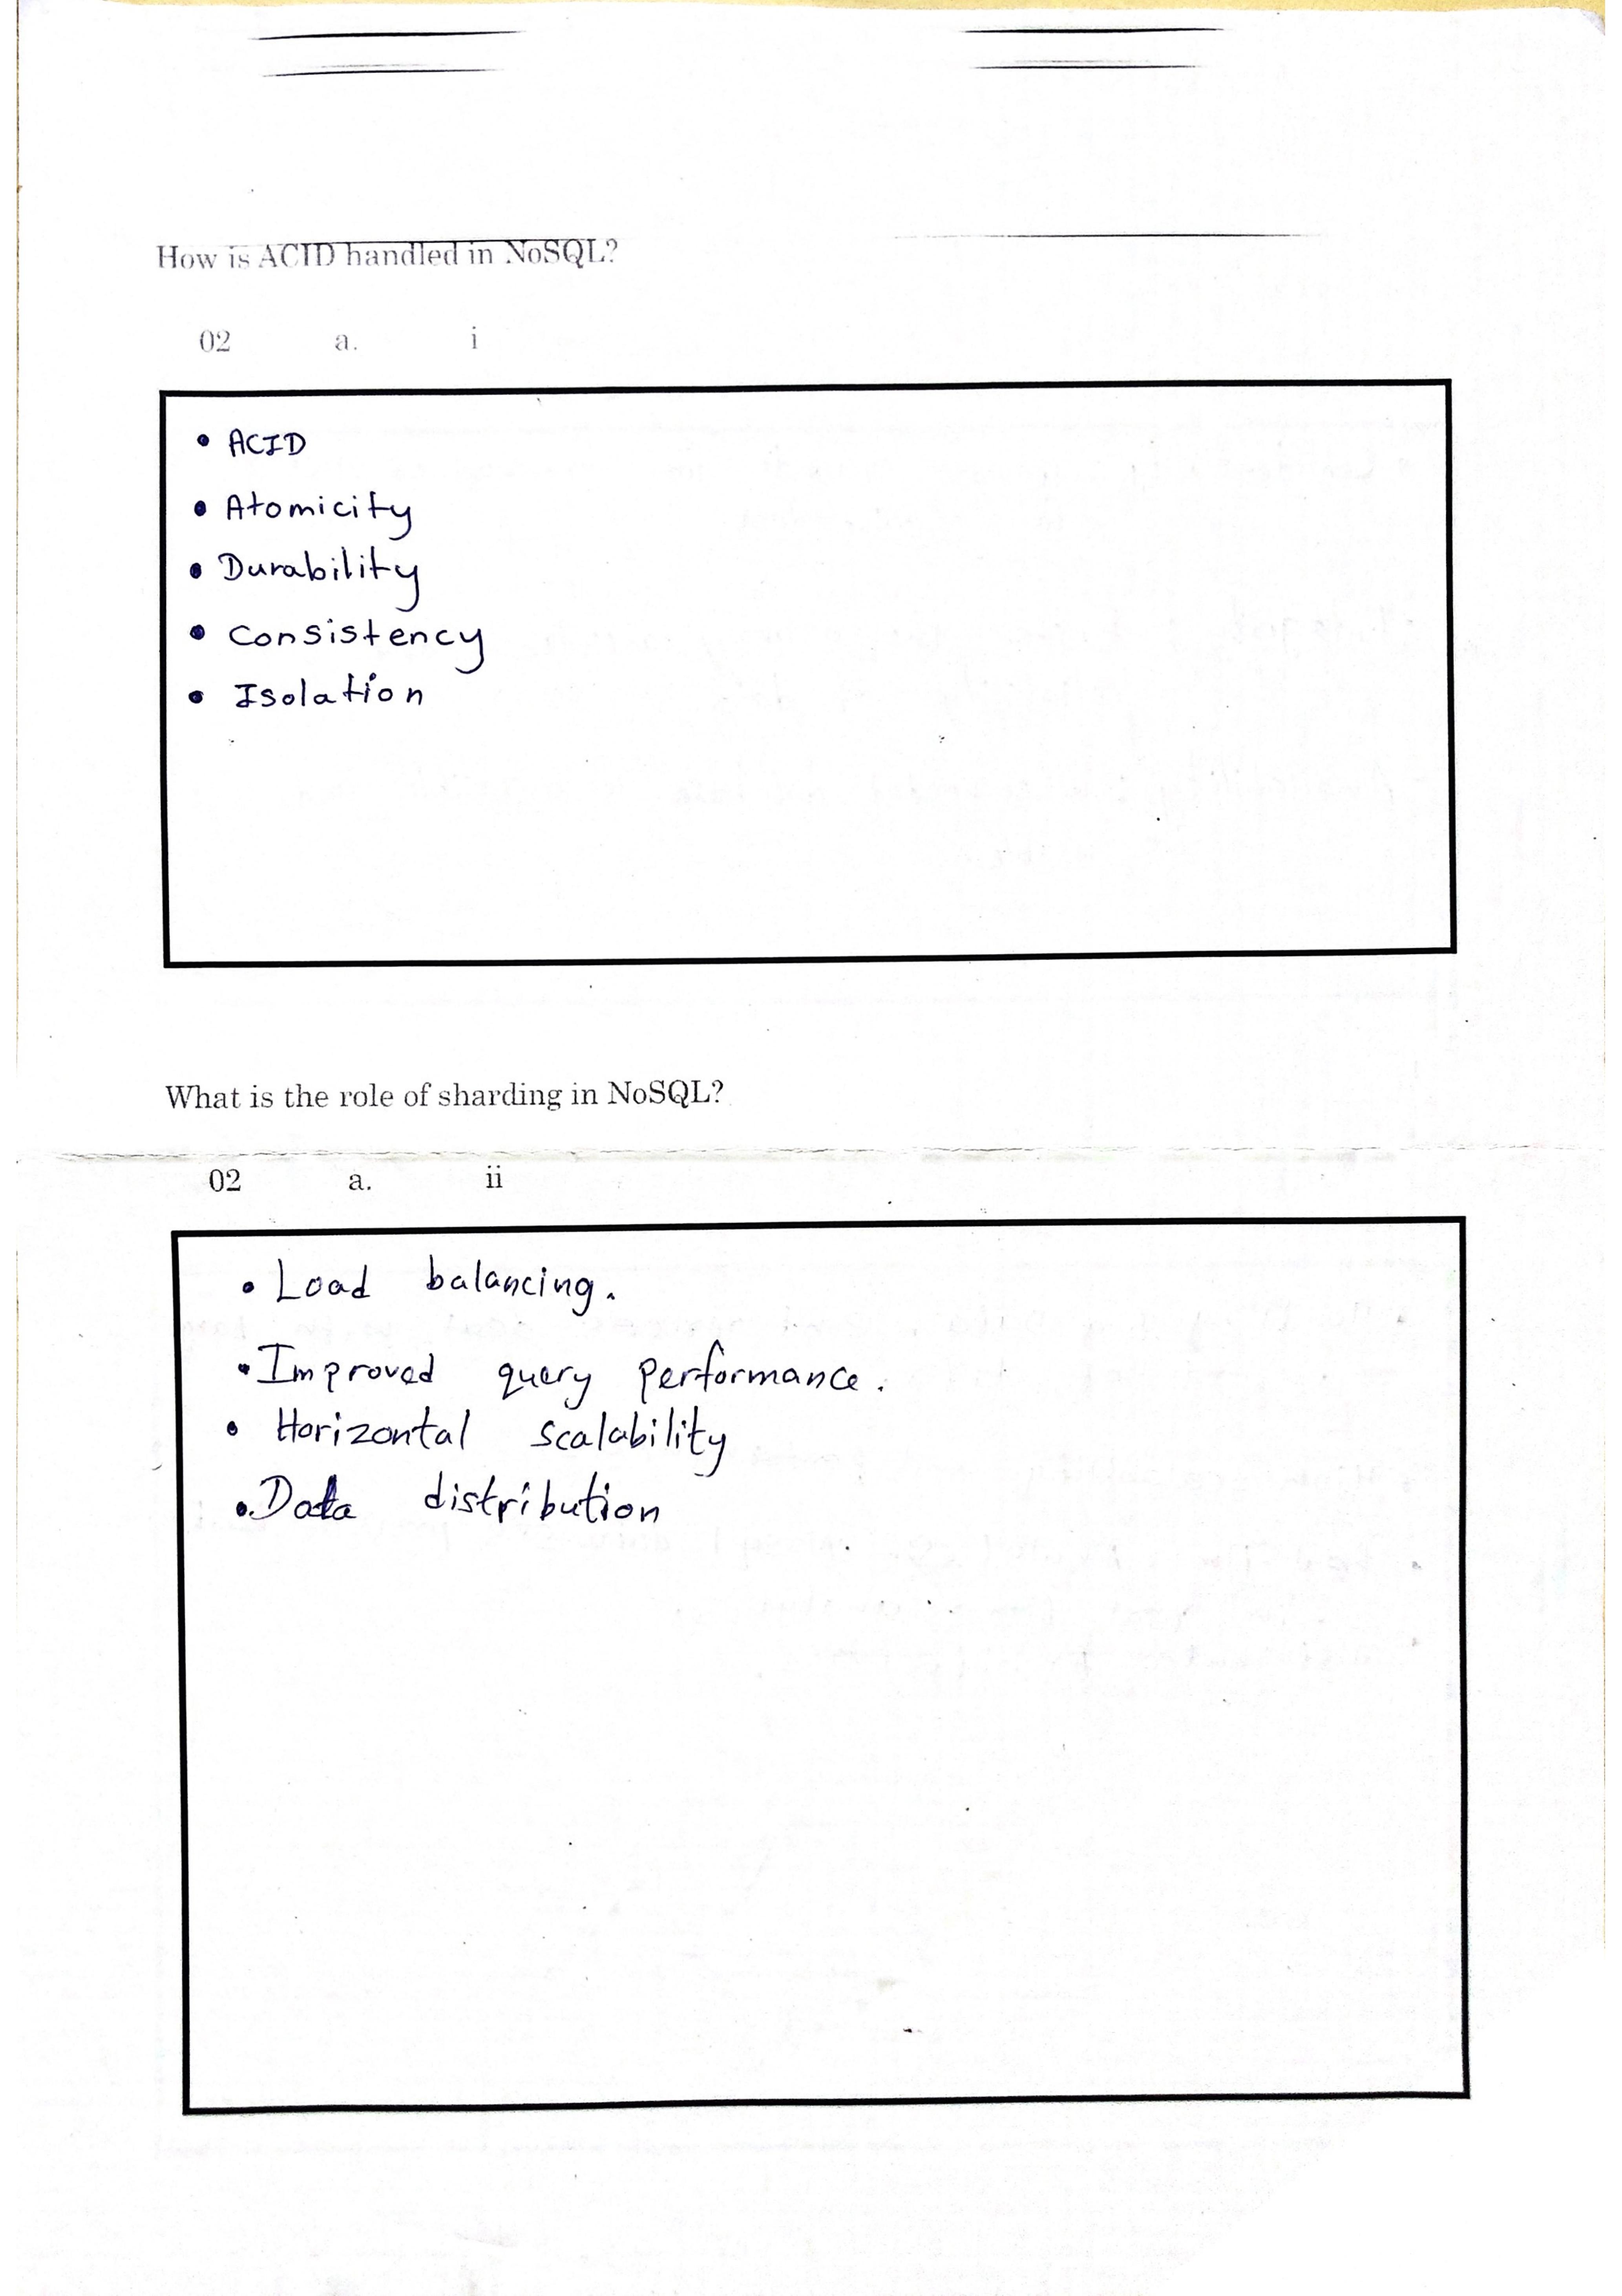 How is ACID handled in NoSQL?
02 a. i
• ACID
• Atomicity
• Durability
• Consistency
• Isolation
What is the role of sharding in NoSQL?
02 a. ii
• Load balancing.
• Improved query performance.
• Horizontal scalability
• Data distribution